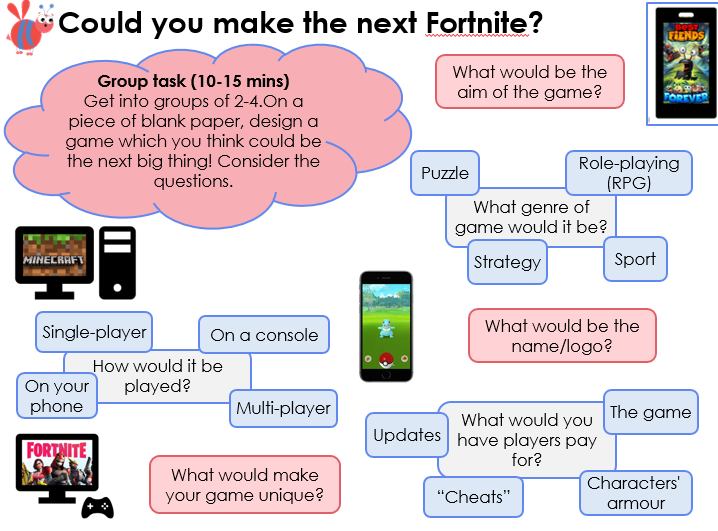 Could you make the next Fortnite?
Group task (10-15 mins)
Get into groups of 2-4.On a
piece of blank paper, design a
game which you think could be
the next big thing! Consider the
questions.
What would be the
aim of the game?
BEST
FIENDS
FOREVER
Puzzle
Role-playing
(RPG)
What genre of
game would it be?
Strategy
Sport
MINECRAFT
Single-player
On a console
How would it be
played?
On your
phone
Multi-player
What would be the
name/logo?
FORTNITE
What would make
your game unique?
Updates
What would you
have players pay
for?
The game
“Cheats”
Characters'
armour